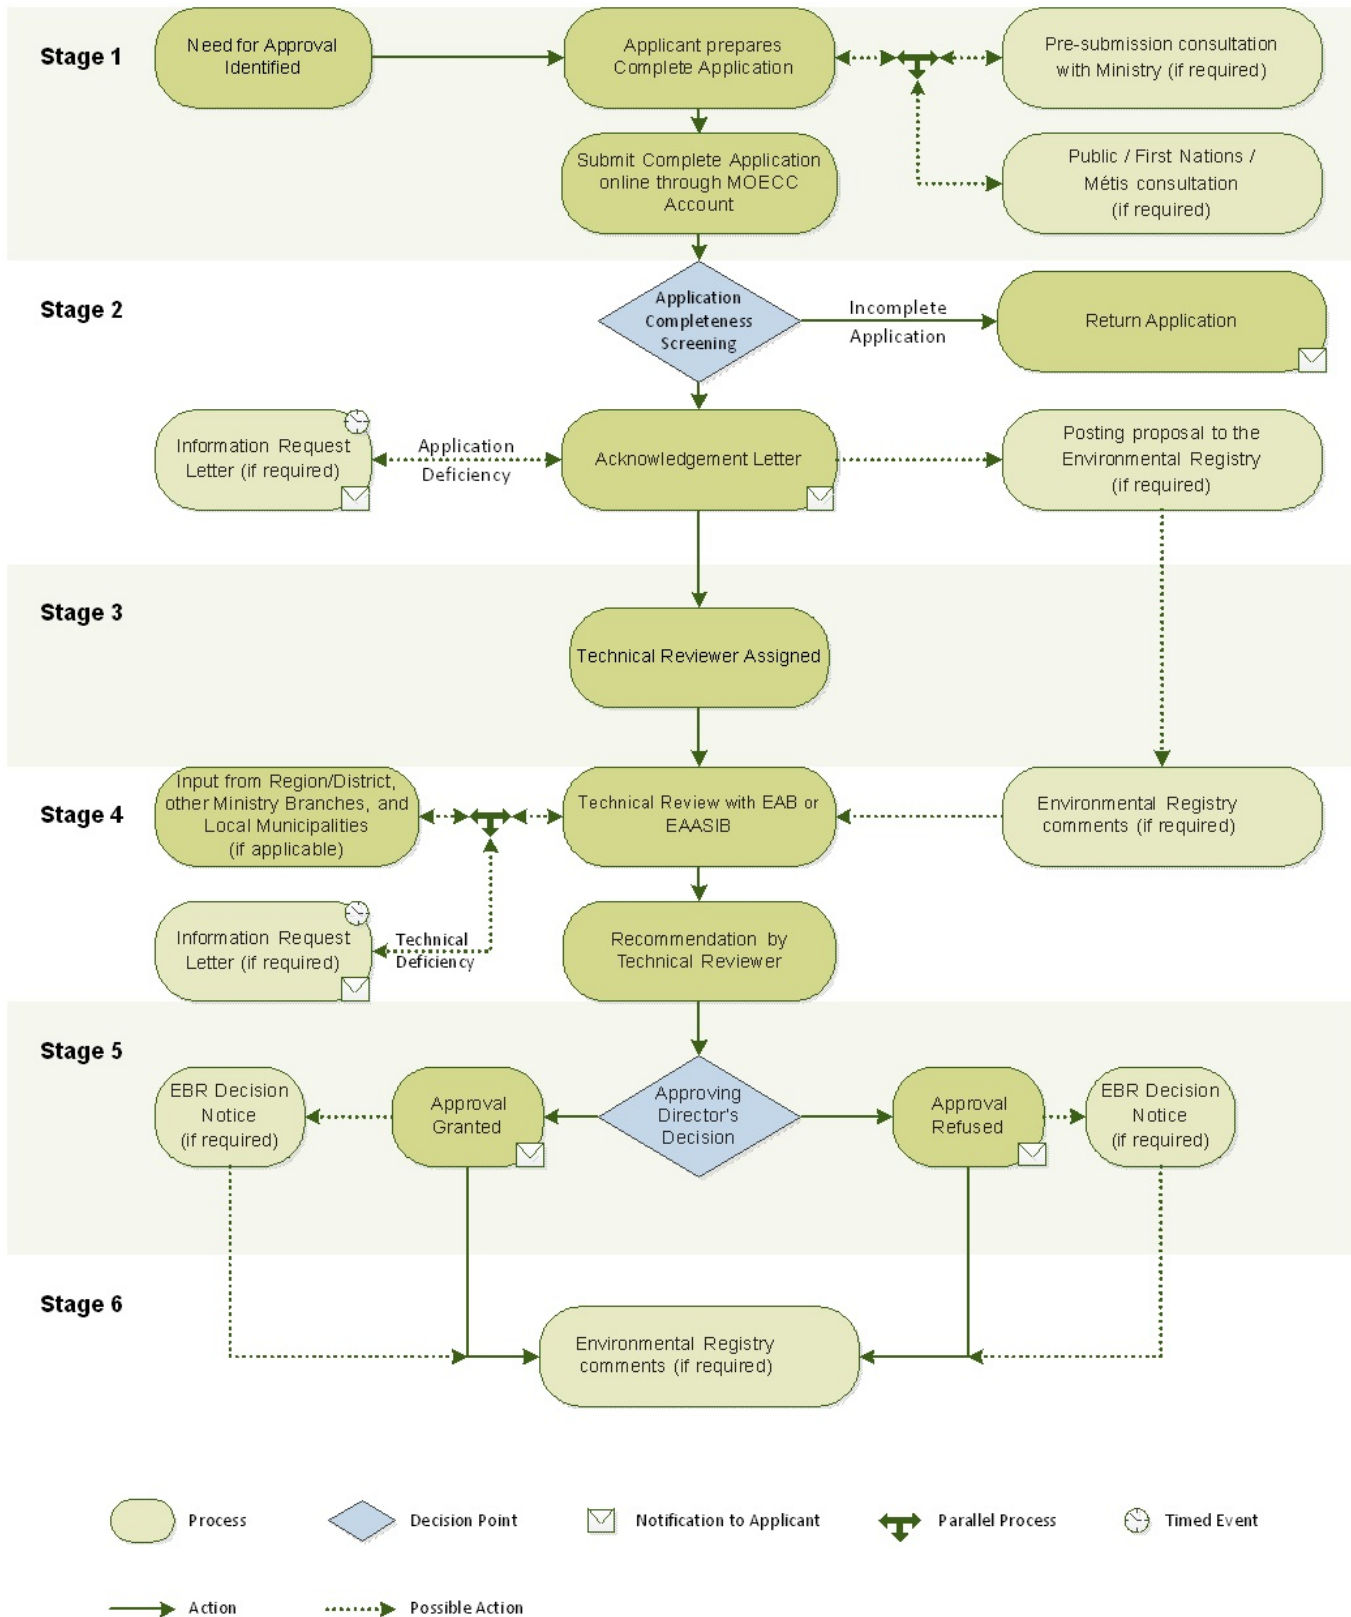 Stage 1
Need for Approval
Identified
Applicant prepares
Complete Application
Pre-submission consultation
with Ministry (if required)
Submit Complete Application
online through MOECC
Account
Public / First Nations /
Métis consultation
(if required)
Stage 2
Application
Completeness
Screening
Incomplete
Application
Return Application
Information Request
Letter (if required)
Application
Deficiency
Acknowledgement Letter
Posting proposal to the
Environmental Registry
(if required)
Stage 3
Technical Reviewer Assigned
Stage 4
Input from Region/District,
other Ministry Branches, and
Local Municipalities
(if applicable)
Technical Review with EAB or
EAASIB
Environmental Registry
comments (if required)
Information Request
Letter (if required)
Technical
Deficiency
Recommendation by
Technical Reviewer
Stage 5
EBR Decision
Notice
(if required)
Approval
Granted
Approving
Director's
Decision
Approval
Refused
EBR Decision
Notice
(if required)
Stage 6
Environmental Registry
comments (if required)
Process
Decision Point
Notification to Applicant
Parallel Process
Timed Event
Action
Possible Action